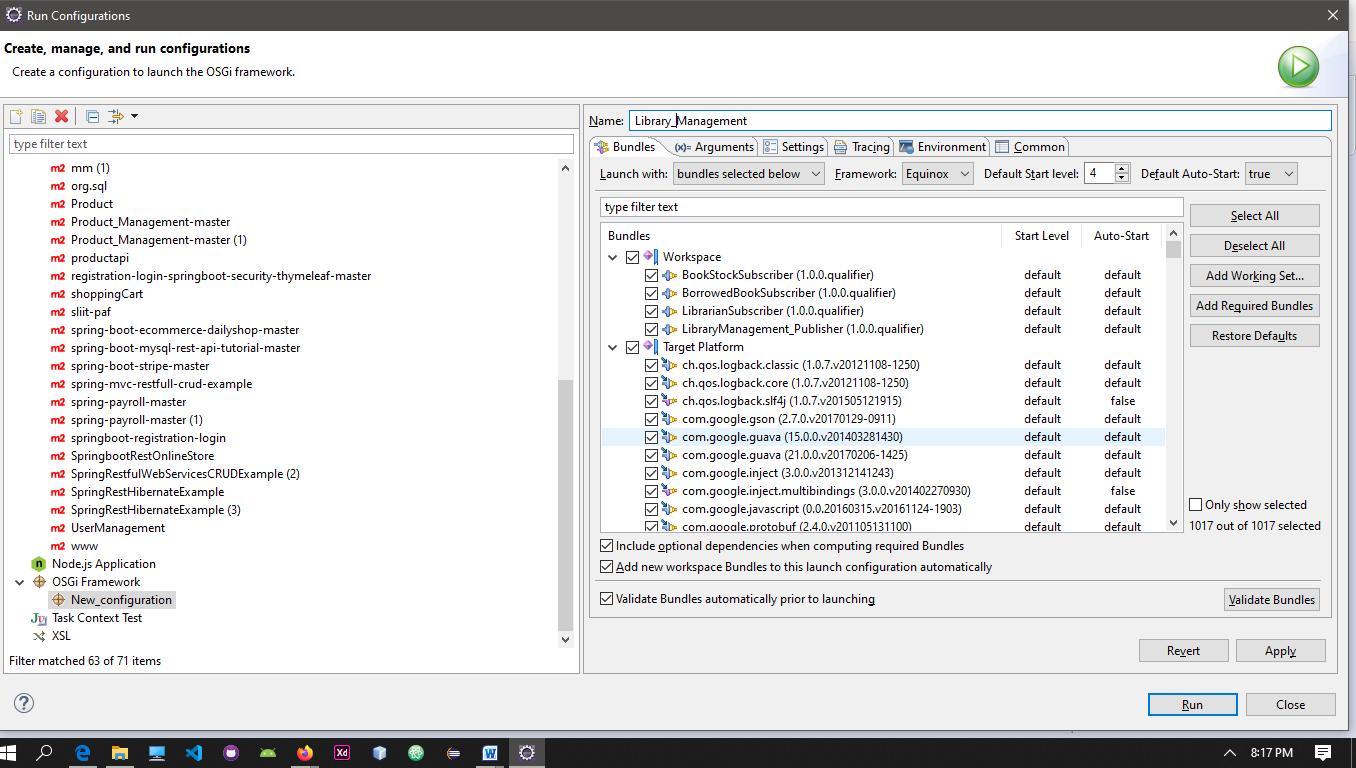 Run Configurations
Create, manage, and run configurations
Create a configuration to launch the OSGi framework.
type filter text
m2 mm (1)
m2 org.sql
m2 Product
m2 Product_Management-master
m2 Product_Management-master (1)
m2 productapi
m2 registration-login-springboot-security-thymeleaf-master
m2 shoppingCart
m2 sliit-paf
m2 spring-boot-ecommerce-dailyshop-master
m2 spring-boot-mysql-rest-api-tutorial-master
m2 spring-boot-stripe-master
m2 spring-mvc-restfull-crud-example
m2 spring-payroll-master
m2 spring-payroll-master (1)
m2 springboot-registration-login
m2 SpringbootRestOnlineStore
m2 SpringRestfulWebServicesCRUDExample (2)
m2 SpringRestHibernateExample
m2 SpringRestHibernateExample (3)
m2 UserManagement
m2 www
n Node.js Application
OSGi Framework
New_configuration
Ju Task Context Test
XSL
Filter matched 63 of 71 items
Name: Library_Management
Bundles (x)= Arguments Settings Tracing Environment Common
Launch with: bundles selected below Framework: Equinox Default Start level: 4 Default Auto-Start: true
type filter text
Bundles Start Level Auto-Start
Workspace
BookStockSubscriber (1.0.0.qualifier) default default
BorrowedBookSubscriber (1.0.0.qualifier) default default
LibrarianSubscriber (1.0.0.qualifier) default default
LibraryManagement_Publisher (1.0.0.qualifier) default default
Target Platform
ch.qos.logback.classic (1.0.7.v20121108-1250) default default
ch.qos.logback.core (1.0.7.v20121108-1250) default default
ch.qos.logback.slf4j (1.0.7.v201505121915) default false
com.google.gson (2.7.0.v20170129-0911) default default
com.google.guava (15.0.0.v201403281430) default default
com.google.guava (21.0.0.v20170206-1425) default default
com.google.inject (3.0.0.v201312141243) default default
com.google.inject.multibindings (3.0.0.v201402270930) default false
com.google.javascript (0.0.20160315.v20161124-1903) default default
com.google.protobuf (2.4.0.v201105131100) default default
Select All
Deselect All
Add Working Set...
Add Required Bundles
Restore Defaults
Only show selected
1017 out of 1017 selected
Include optional dependencies when computing required Bundles
Add new workspace Bundles to this launch configuration automatically
Validate Bundles automatically prior to launching
Validate Bundles
Revert Apply
? Run Close
Xd W 8:17 PM